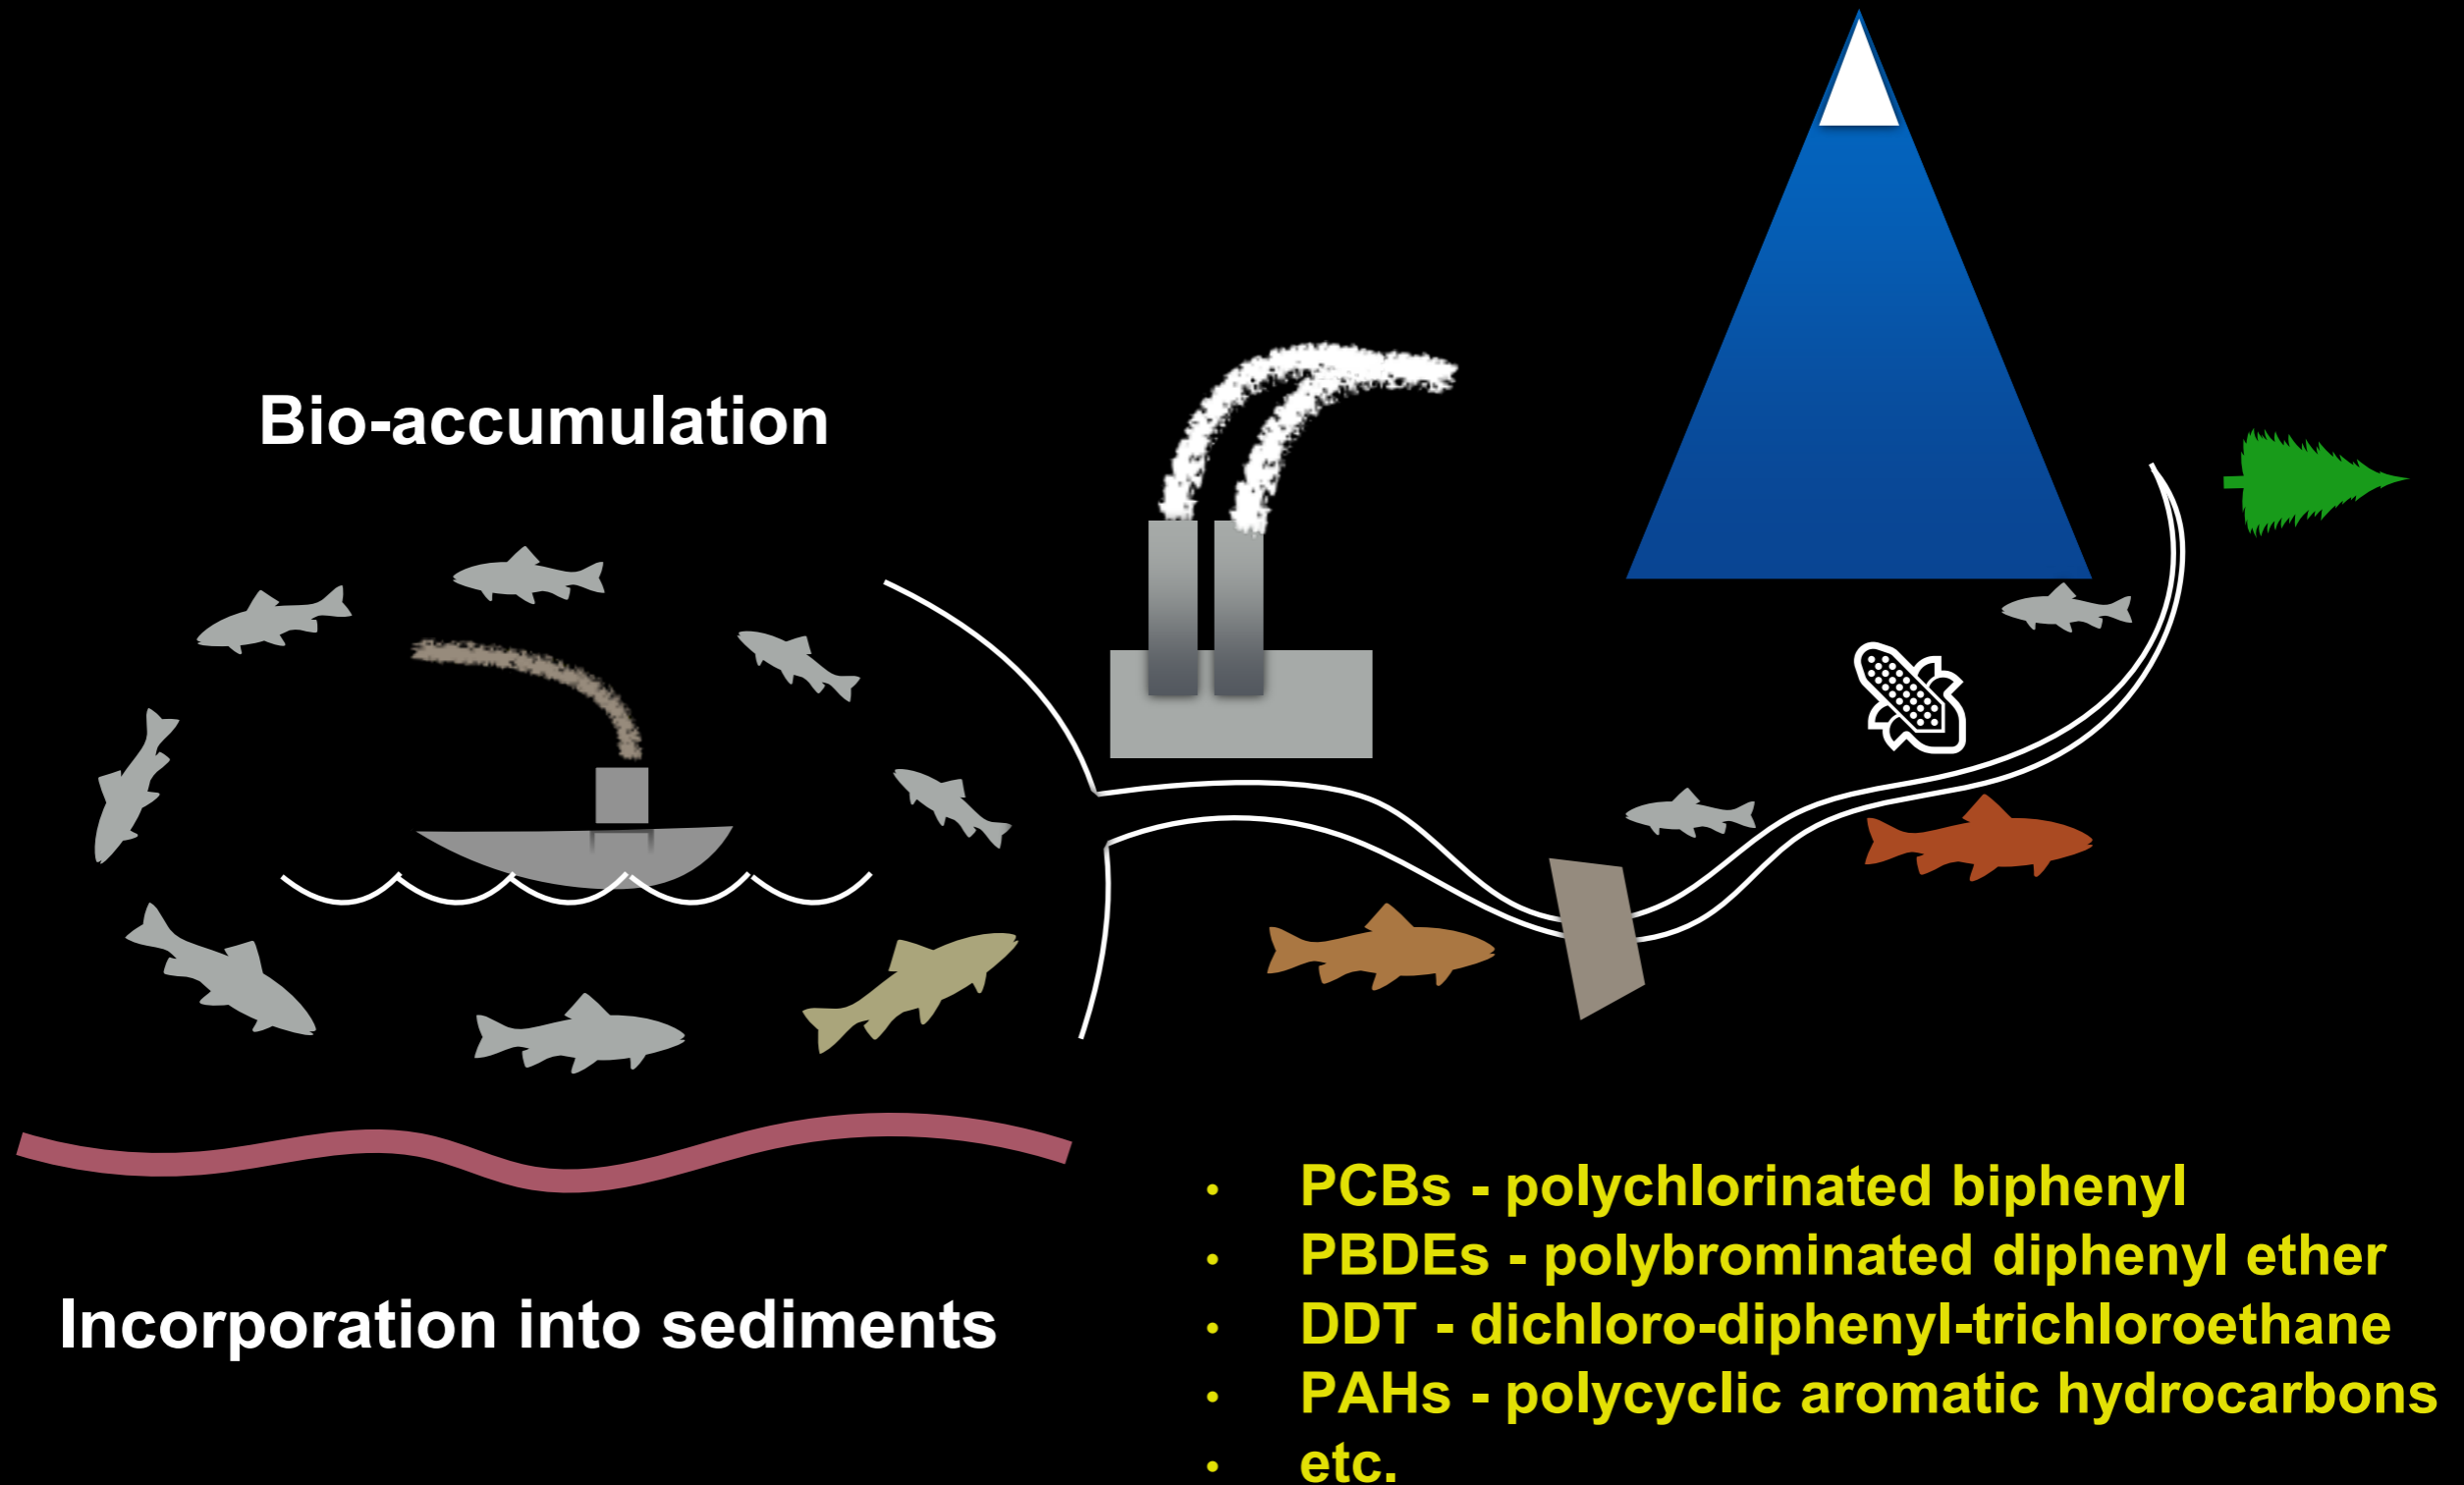 Bio-accumulation
Incorporation into sediments
• PCBs - polychlorinated biphenyl
• PBDEs - polybrominated diphenyl ether
• DDT - dichloro-diphenyl-trichloroethane
• PAHs - polycyclic aromatic hydrocarbons
• etc.